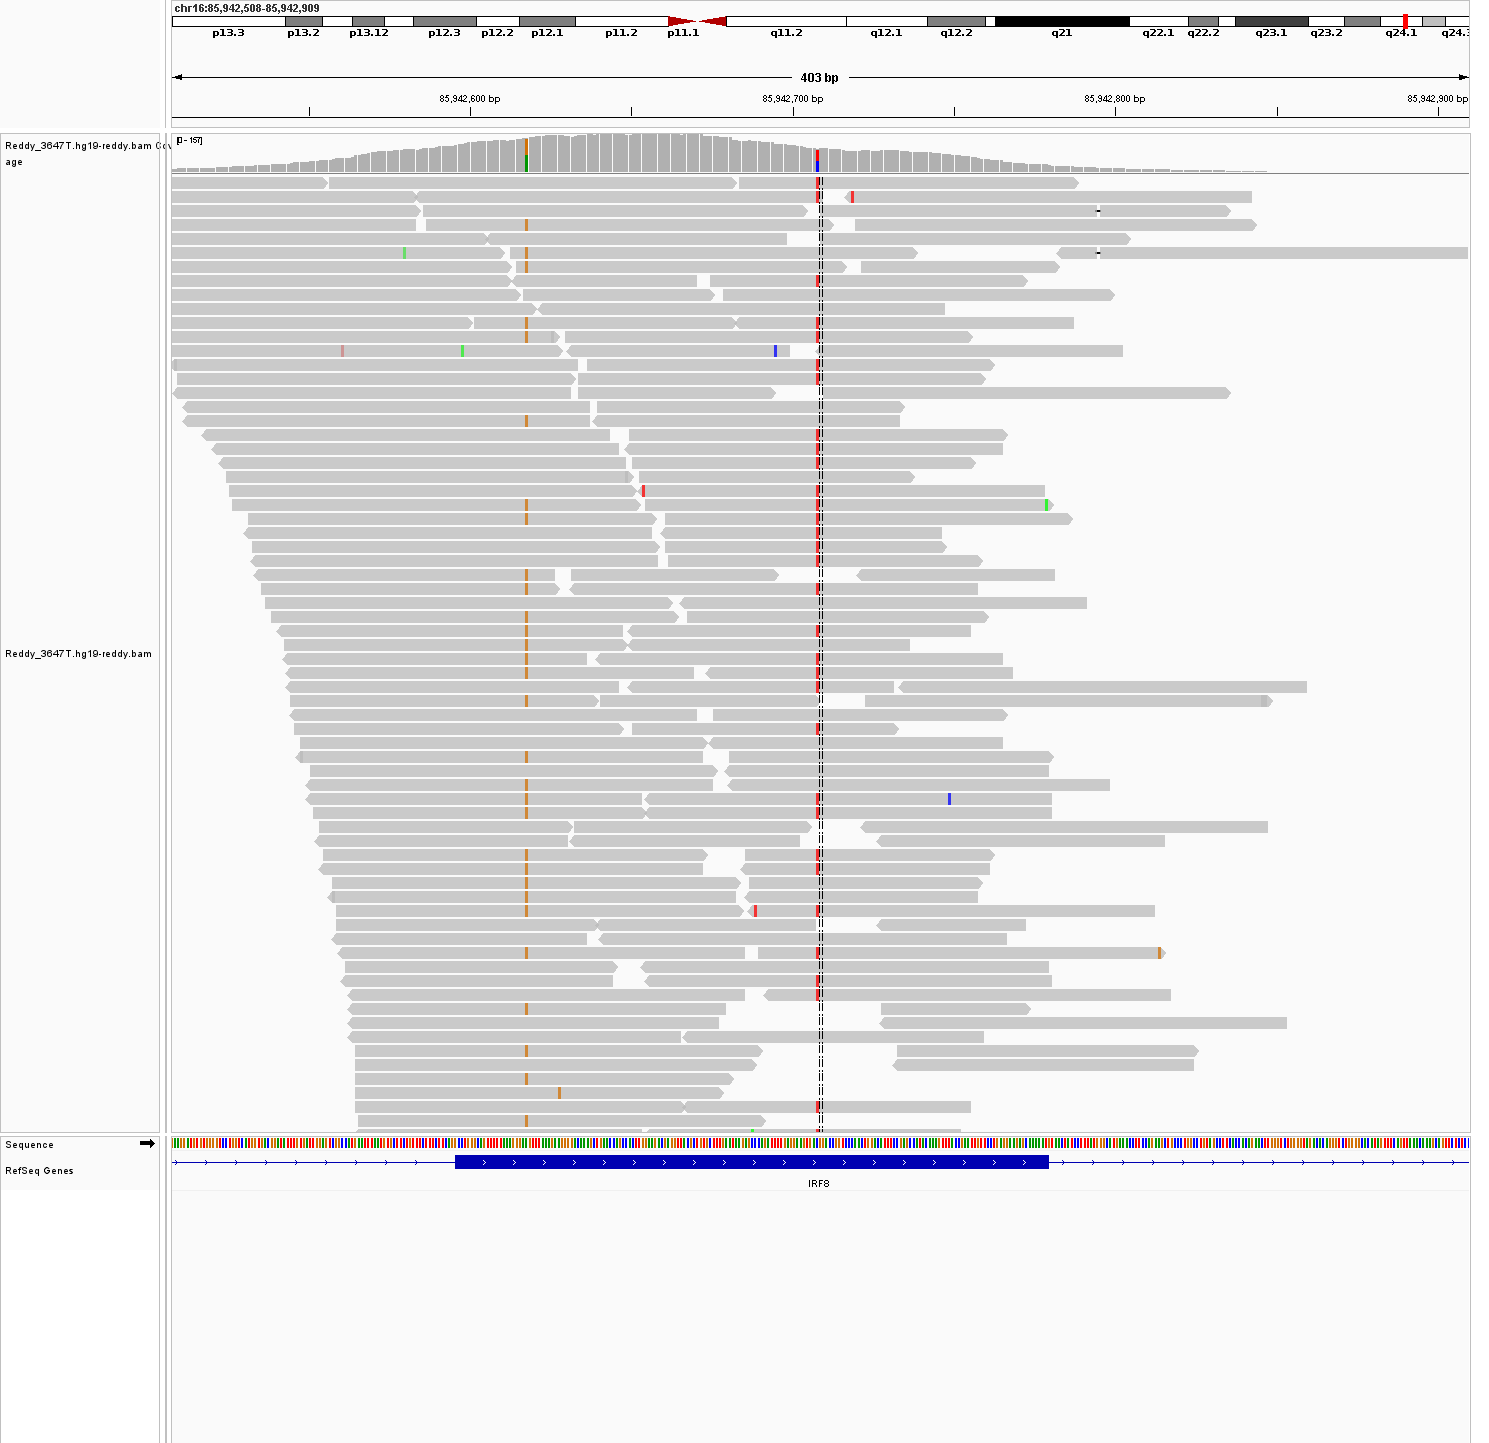 chr16:85,942,508-85,942,909
p13.3 p13.2 p13.12 p12.3 p12.2 p12.1 p11.2 p11.1 q11.2 q12.1 q12.2 q21 q22.1 q22.2 q23.1 q23.2 q24.1 q24.3
403 bp
85,942,600 bp 85,942,700 bp 85,942,800 bp 85,942,900 bp
[0 - 157]
Reddy_3647T.hg19-reddy.bam Cov
age
Reddy_3647T.hg19-reddy.bam
Sequence
RefSeq Genes
IRF8